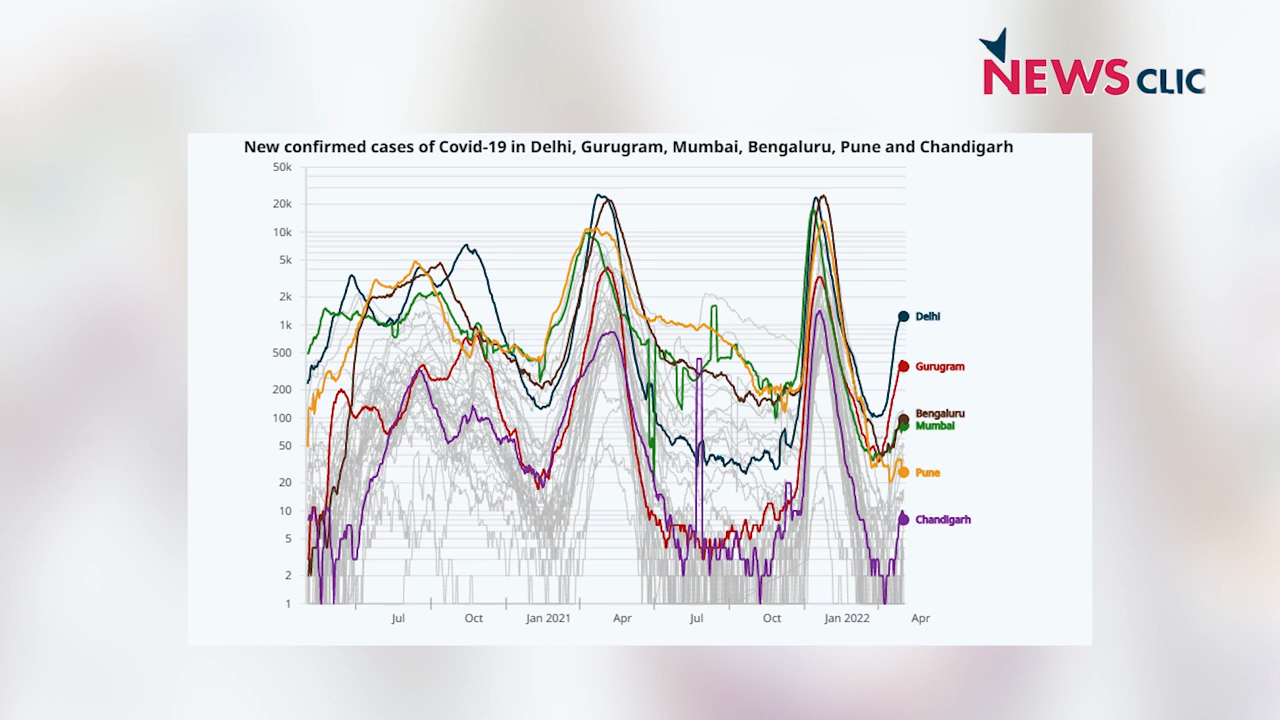 NEWS CLIC
New confirmed cases of Covid-19 in Delhi, Gurugram, Mumbai, Bengaluru, Pune and Chandigarh
50k
20k
10k
5k
2k
1k
500
200
100
50
20
10
5
2
1
Delhi
Gurugram
Bengaluru
Mumbai
Pune
Chandigarh
Jul Oct Jan 2021 Apr Jul Oct Jan 2022 Apr